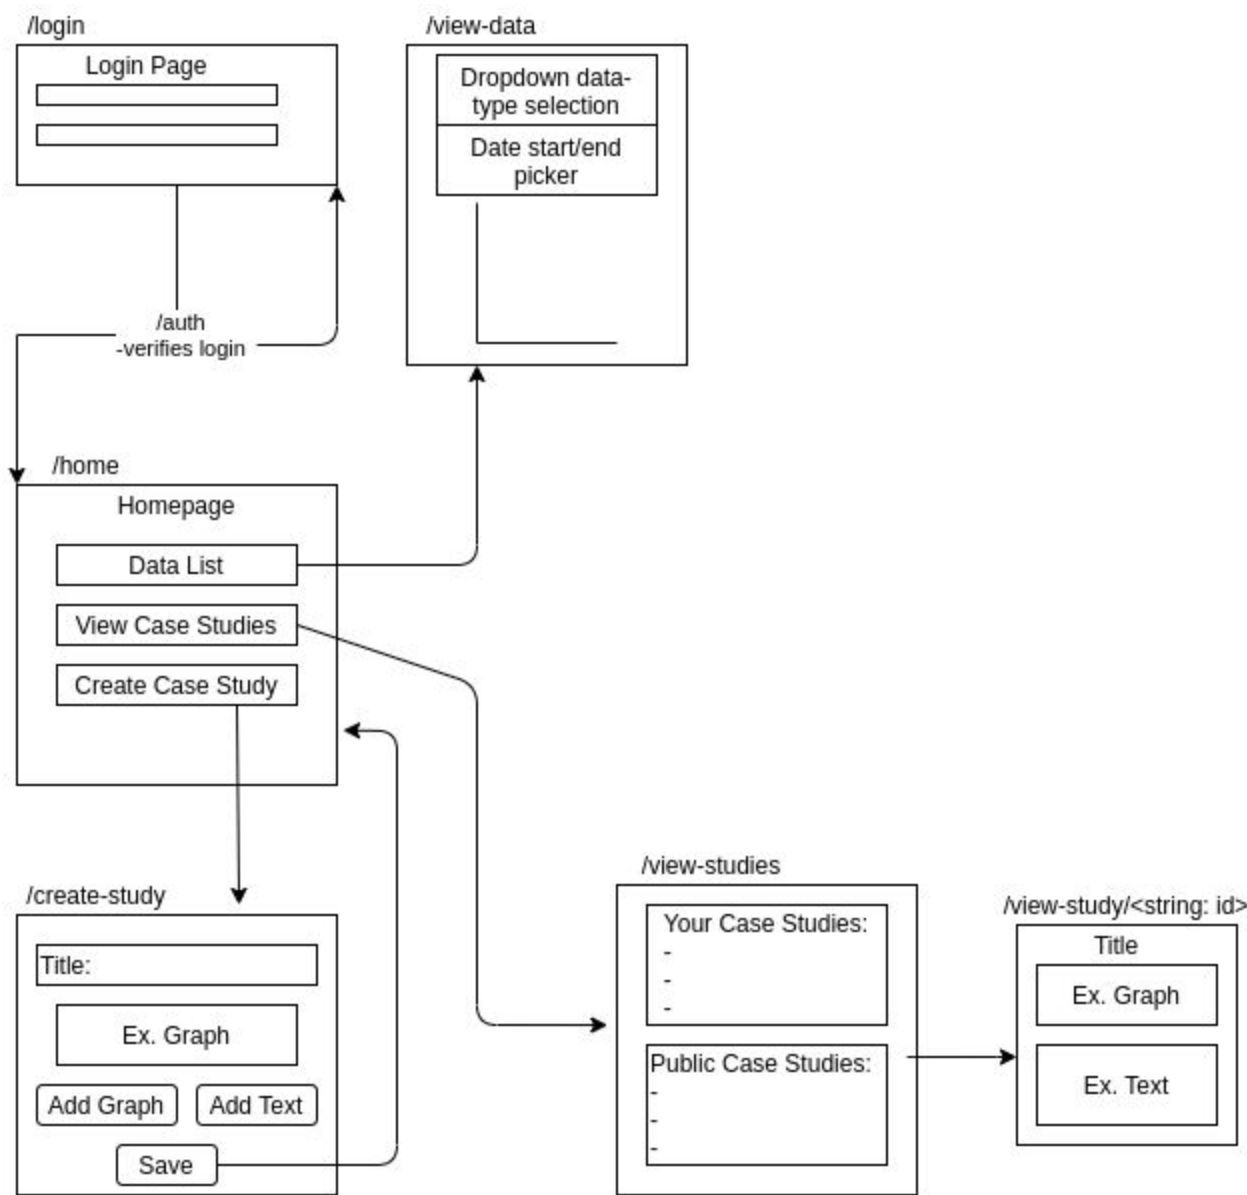 /login
Login Page
/auth
-verifies login
/view-data
Dropdown data-
type selection
Date start/end
picker
/home
Homepage
Data List
View Case Studies
Create Case Study
/create-study
Title:
Ex. Graph
Add Graph
Add Text
Save
/view-studies
Your Case Studies:
-
-
-
Public Case Studies:
-
-
-
/view-study/<string: id>
Title
Ex. Graph
Ex. Text